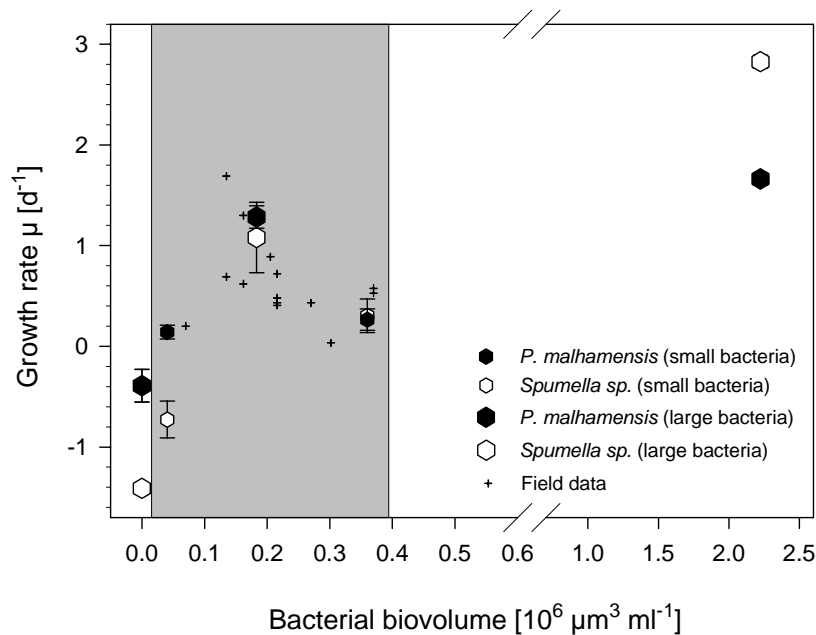 3
2
1
0
-1
Growth rate µ [d-1]
P. malhamensis (small bacteria)
Spumella sp. (small bacteria)
P. malhamensis (large bacteria)
Spumella sp. (large bacteria)
Field data
0.0 0.1 0.2 0.3 0.4 0.5 0.6 1.0 1.5 2.0 2.5
Bacterial biovolume [10⁶ µm³ ml⁻¹]